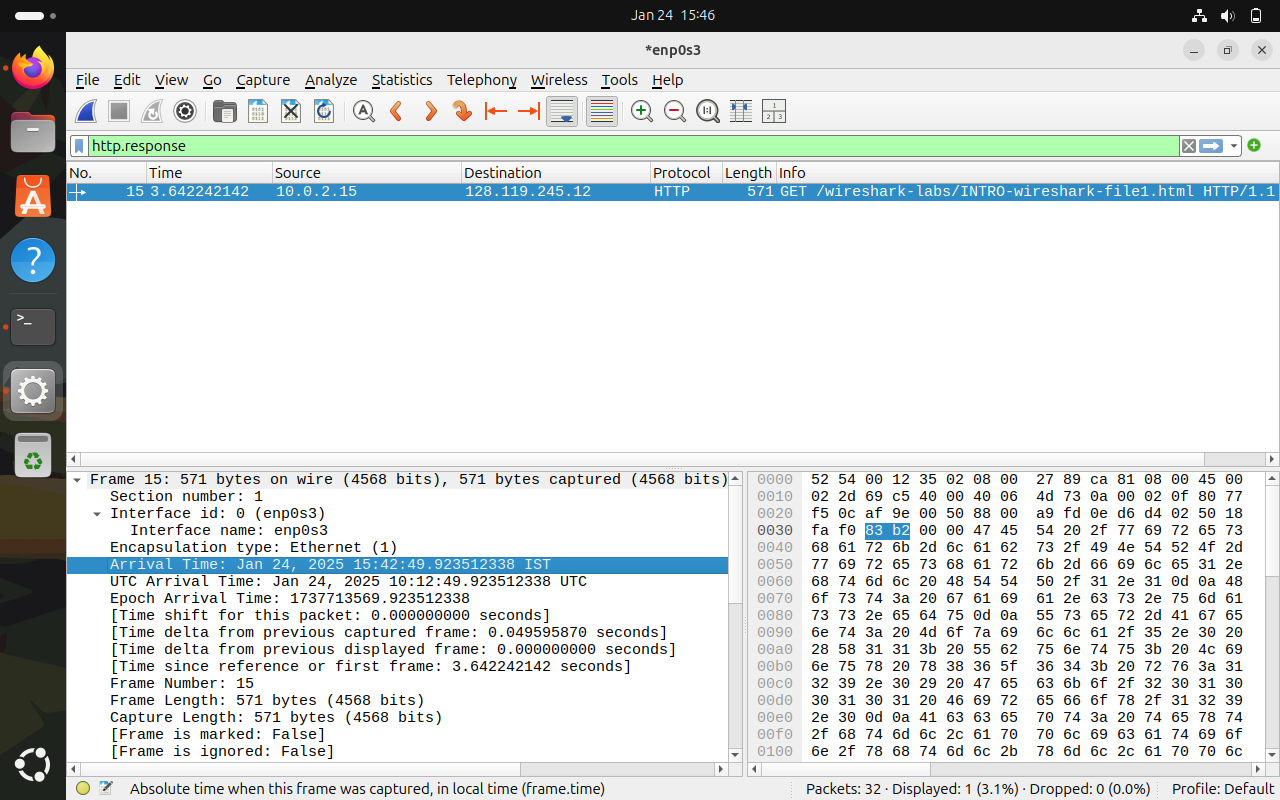 Jan 24 15:46
*enp0s3
File Edit View Go Capture Analyze Statistics Telephony Wireless Tools Help
http.response
No. Time Source Destination Protocol Length Info
15 3.642242142 10.0.2.15 128.119.245.12 HTTP 571 GET /wireshark-labs/INTRO-wireshark-file1.html HTTP/1.1
Frame 15: 571 bytes on wire (4568 bits), 571 bytes captured (4568 bits)
Section number: 1
Interface id: 0 (enp0s3)
Interface name: enp0s3
Encapsulation type: Ethernet (1)
Arrival Time: Jan 24, 2025 15:42:49.923512338 IST
UTC Arrival Time: Jan 24, 2025 10:12:49.923512338 UTC
Epoch Arrival Time: 1737713569.923512338
[Time shift for this packet: 0.000000000 seconds]
[Time delta from previous captured frame: 0.049595870 seconds]
[Time delta from previous displayed frame: 0.000000000 seconds]
[Time since reference or first frame: 3.642242142 seconds]
Frame Number: 15
Frame Length: 571 bytes (4568 bits)
Capture Length: 571 bytes (4568 bits)
[Frame is marked: False]
[Frame is ignored: False]
0000 52 54 00 12 35 02 08 00 27 89 ca 81 08 00 45 00
0010 02 2d 69 c5 40 00 40 06 4d 73 0a 00 02 0f 80 77
0020 f5 0c af 9e 00 50 88 00 a9 fd 0e d6 d4 02 50 18
0030 fa f0 83 b2 00 00 47 45 54 20 2f 77 69 72 65 73
0040 68 61 72 6b 2d 6c 61 62 73 2f 49 4e 54 52 4f 2d
0050 77 69 72 65 73 68 61 72 6b 2d 66 69 6c 65 31 2e
0060 68 74 6d 6c 20 48 54 54 50 2f 31 2e 31 0d 0a 48
0070 6f 73 74 3a 20 67 61 69 61 2e 63 73 2e 75 6d 61
0080 73 73 2e 65 64 75 0d 0a 55 73 65 72 2d 41 67 65
0090 6e 74 3a 20 4d 6f 7a 69 6c 6c 61 2f 35 2e 30 20
00a0 28 58 31 31 3b 20 55 62 75 6e 74 75 3b 20 4c 69
00b0 6e 75 78 20 78 38 36 5f 36 34 3b 20 72 76 3a 31
00c0 32 39 2e 30 29 20 47 65 63 6b 6f 2f 32 30 31 30
00d0 30 31 30 31 20 46 69 72 65 66 6f 78 2f 31 32 39
00e0 2e 30 0d 0a 41 63 63 65 70 74 3a 20 74 65 78 74
00f0 2f 68 74 6d 6c 2c 61 70 70 6c 69 63 61 74 69 6f
0100 6e 2f 78 68 74 6d 6c 2b 78 6d 6c 2c 61 70 70 6c
Absolute time when this frame was captured, in local time (frame.time)
Packets: 32 · Displayed: 1 (3.1%) · Dropped: 0 (0.0%)
Profile: Default